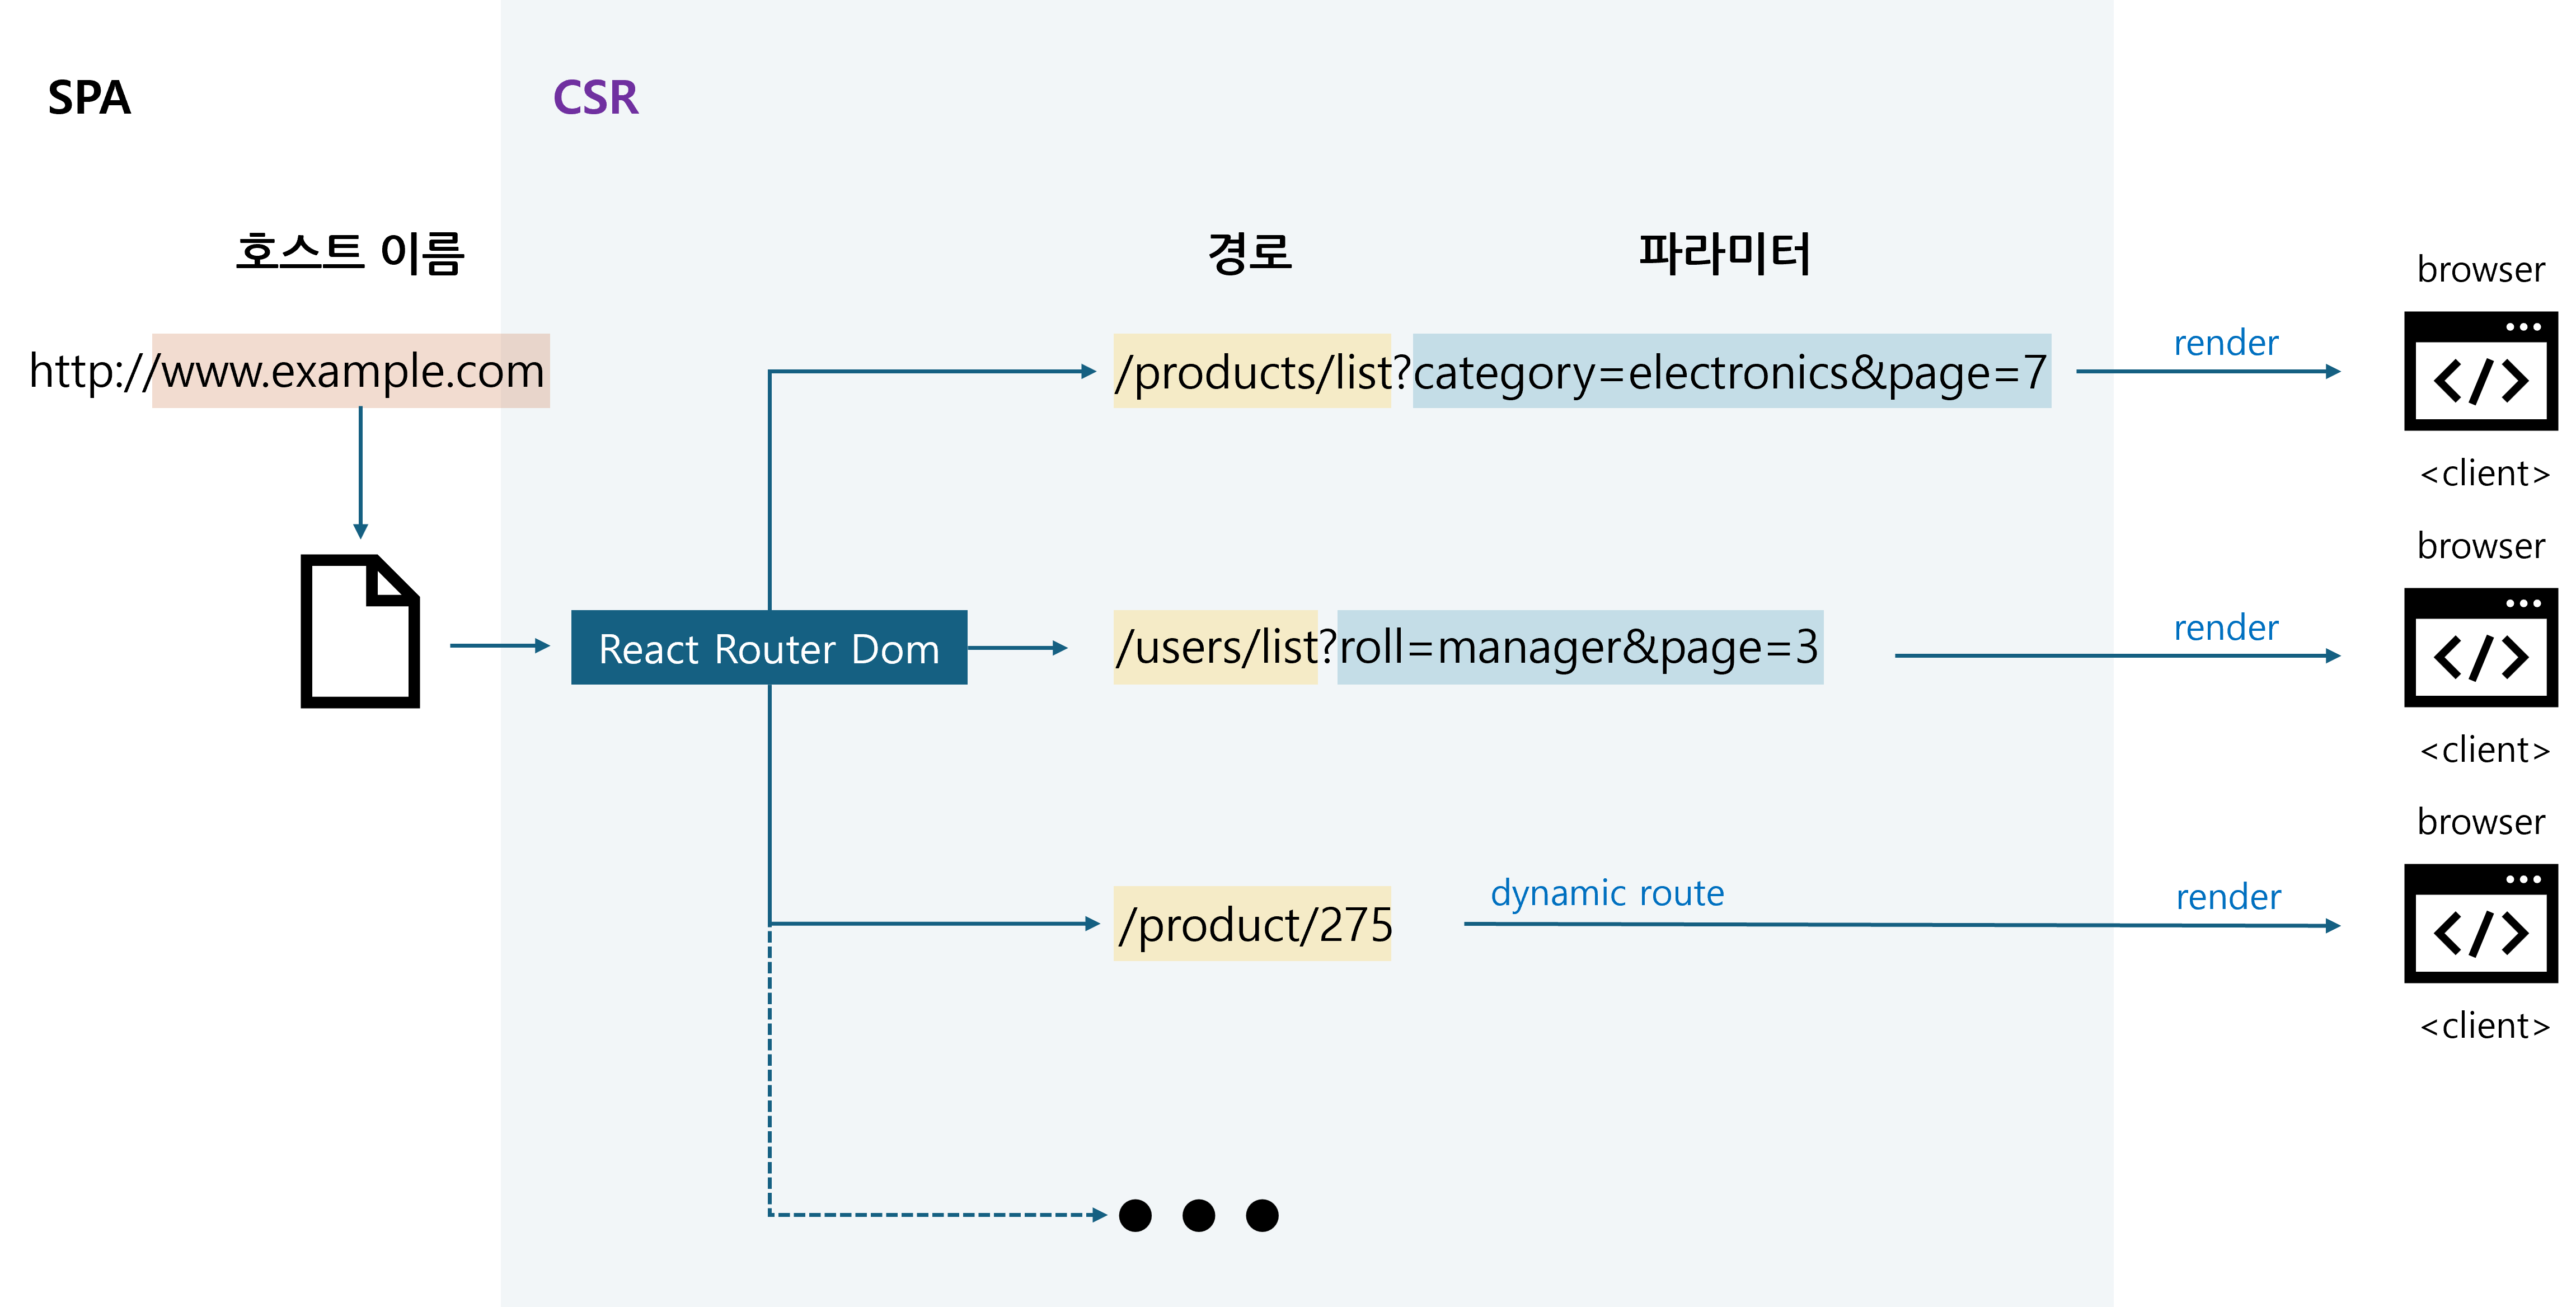 SPA
CSR
호스트 이름
경로
파라미터
http://www.example.com
/products/list?category=electronics&page=7
render
browser
<client>
React Router Dom
/users/list?roll=manager&page=3
render
browser
<client>
/product/275
dynamic route
render
browser
<client>